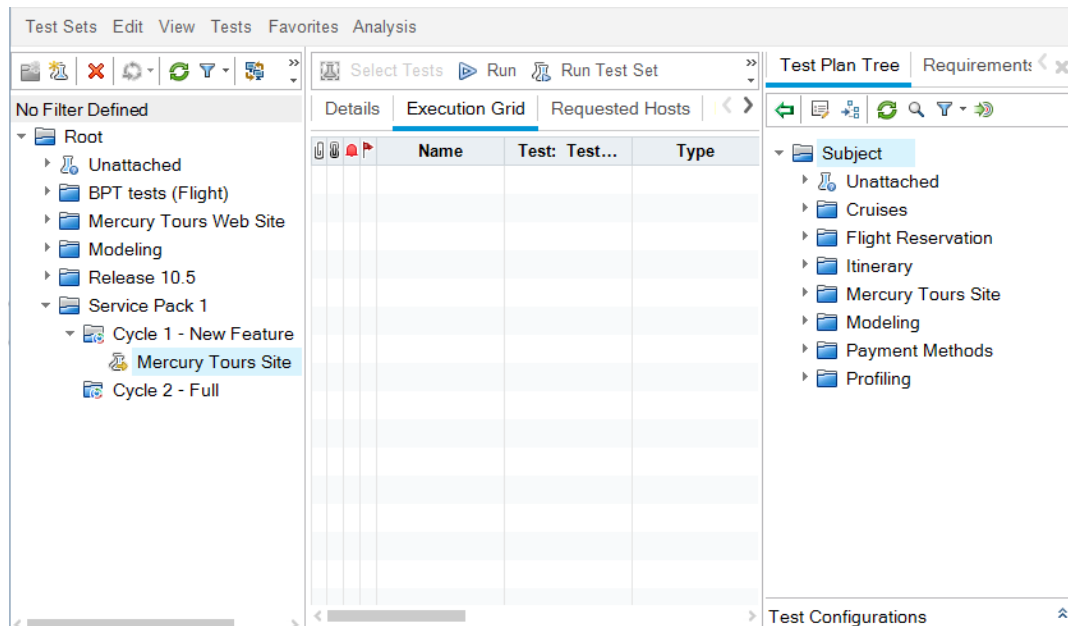 Test Sets Edit View Tests Favorites Analysis
No Filter Defined
Root
Unattached
BPT tests (Flight)
Mercury Tours Web Site
Modeling
Release 10.5
Service Pack 1
Cycle 1 - New Feature
Mercury Tours Site
Cycle 2 - Full
Select Tests Run Run Test Set
Details Execution Grid Requested Hosts
Name Test: Test... Type
Test Plan Tree Requirements
Subject
Unattached
Cruises
Flight Reservation
Itinerary
Mercury Tours Site
Modeling
Payment Methods
Profiling
Test Configurations